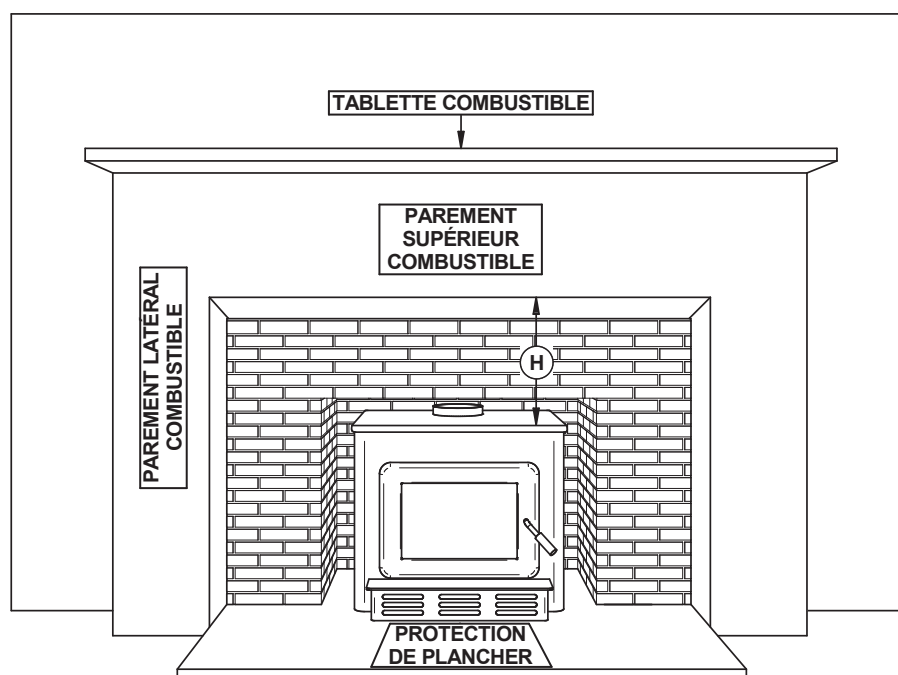 TABLETTE COMBUSTIBLE
PAREMENT
SUPÉRIEUR
COMBUSTIBLE
PAREMENT LATÉRAL
COMBUSTIBLE
H
PROTECTION
DE PLANCHER